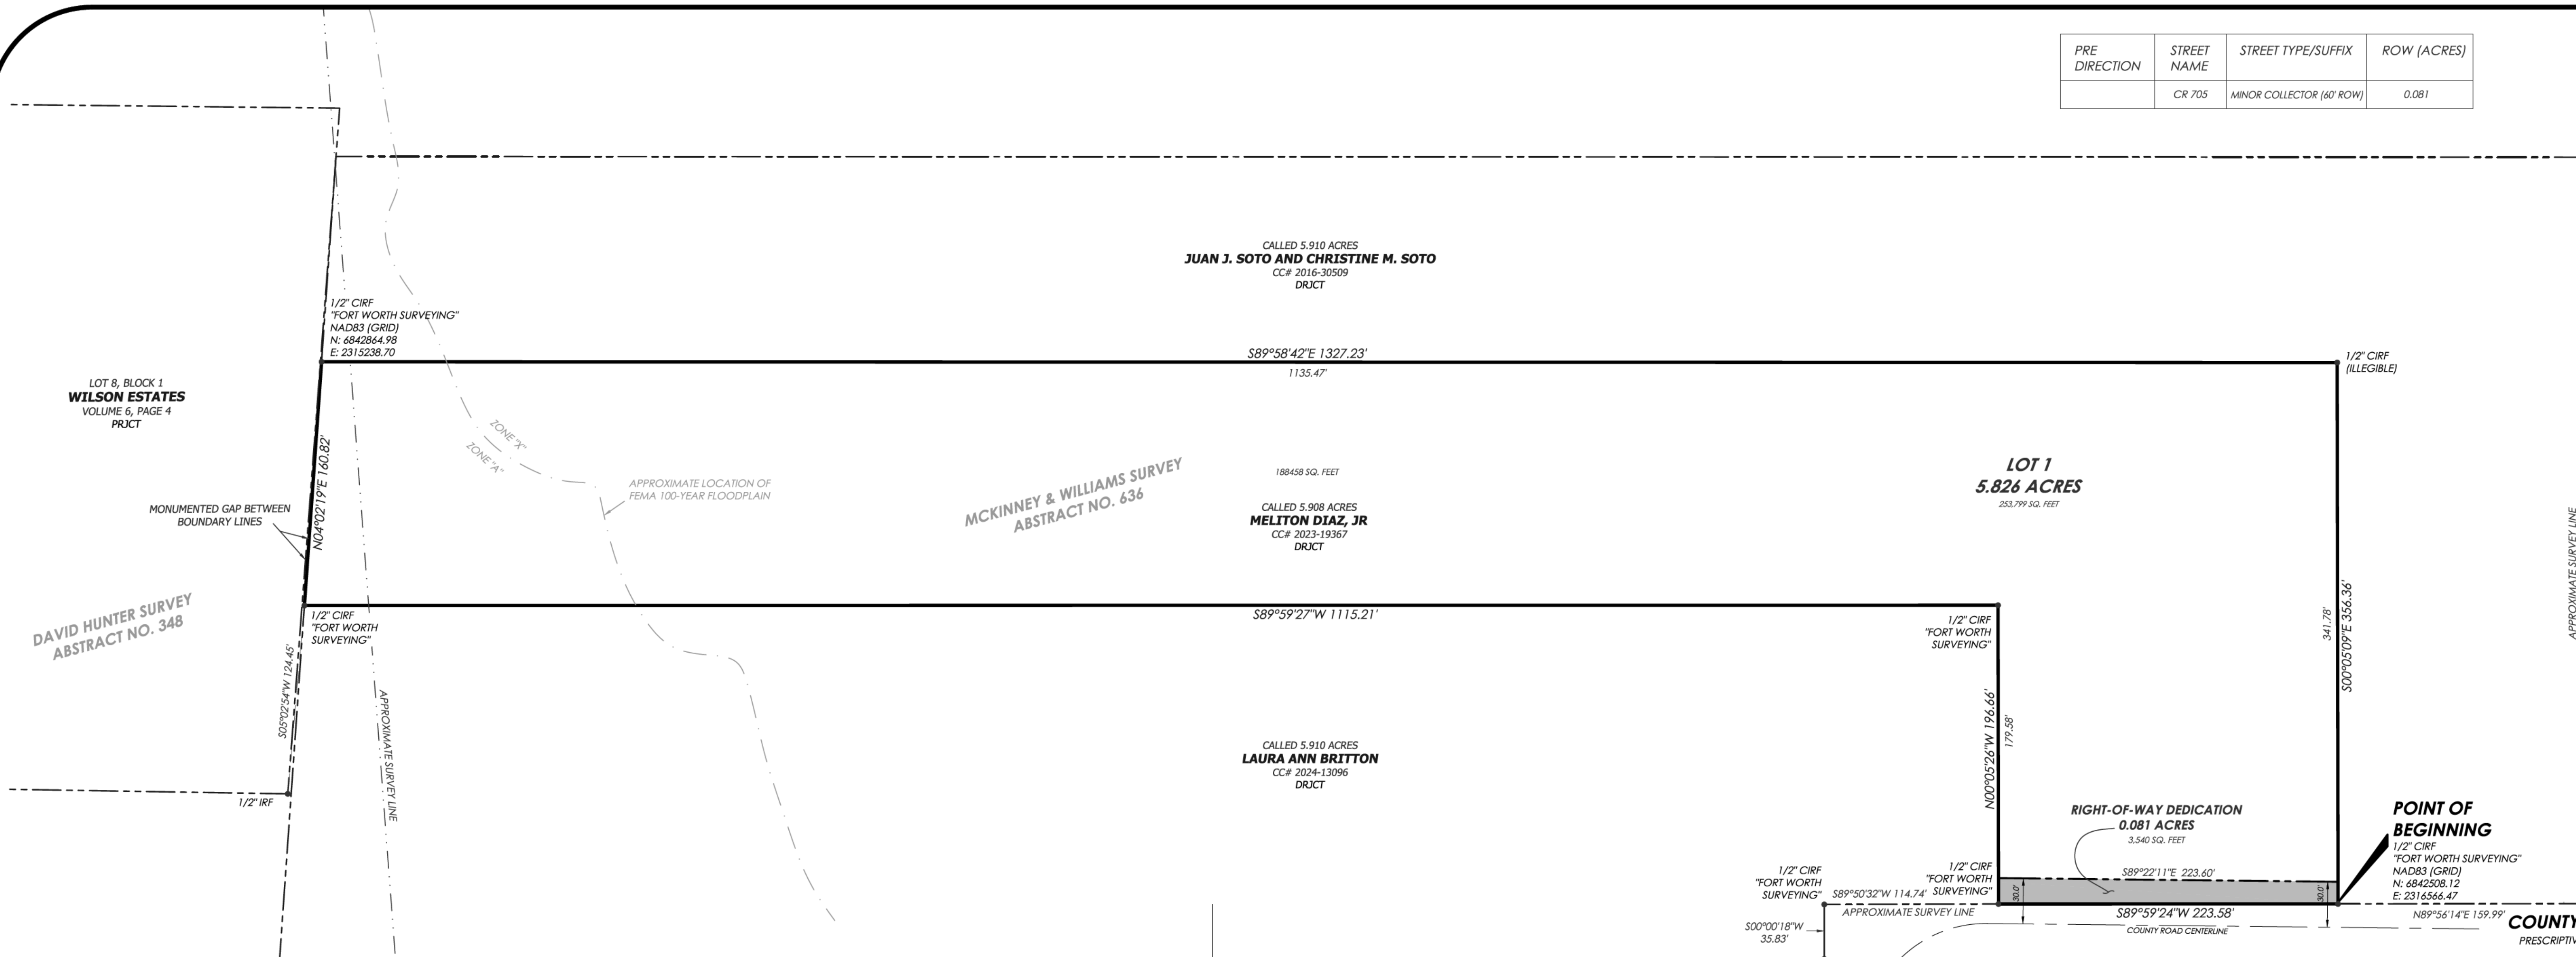 PRE
DIRECTION
STREET
NAME
STREET TYPE/SUFFIX
ROW (ACRES)
CR 705
MINOR COLLECTOR (60' ROW)
0.081
CALLED 5.910 ACRES
JUAN J. SOTO AND CHRISTINE M. SOTO
CC# 2016-30509
DRJCT
1/2" CIRF
"FORT WORTH SURVEYING"
NAD83 (GRID)
N: 6842864.98
E: 2315238.70
S89°58'42"E 1327.23'
1135.47'
1/2" CIRF
(ILLEGIBLE)
LOT 8, BLOCK 1
WILSON ESTATES
VOLUME 6, PAGE 4
PRJCT
N04°02'19"E 160.82'
MONUMENTED GAP BETWEEN
BOUNDARY LINES
ZONE "X"
ZONE "A"
APPROXIMATE LOCATION OF
FEMA 100-YEAR FLOODPLAIN
MCKINNEY & WILLIAMS SURVEY
ABSTRACT NO. 636
188458 SQ. FEET
CALLED 5.908 ACRES
MELITON DIAZ, JR
CC# 2023-19367
DRJCT
LOT 1
5.826 ACRES
253,799 SQ. FEET
APPROXIMATE SURVEY LINE
341.78'
S00°05'09"E 356.36'
DAVID HUNTER SURVEY
ABSTRACT NO. 348
1/2" CIRF
"FORT WORTH
SURVEYING"
S89°59'27"W 1115.21'
1/2" CIRF
"FORT WORTH
SURVEYING"
S05°02'54"W 124.45'
APPROXIMATE SURVEY LINE
1/2" IRF
CALLED 5.910 ACRES
LAURA ANN BRITTON
CC# 2024-13096
DRJCT
N00°05'26"W 196.66'
179.58'
RIGHT-OF-WAY DEDICATION
0.081 ACRES
3,540 SQ. FEET
POINT OF
BEGINNING
1/2" CIRF
"FORT WORTH SURVEYING"
NAD83 (GRID)
N: 6842508.12
E: 2316566.47
1/2" CIRF
"FORT WORTH
SURVEYING"
1/2" CIRF
"FORT WORTH
SURVEYING"
S89°22'11"E 223.60'
30.0'
30.0'
S89°50'32"W 114.74'
APPROXIMATE SURVEY LINE
S89°59'24"W 223.58'
N89°56'14"E 159.99'
S00°00'18"W
35.83'
COUNTY ROAD CENTERLINE
COUNTY
PRESCRIPTIV